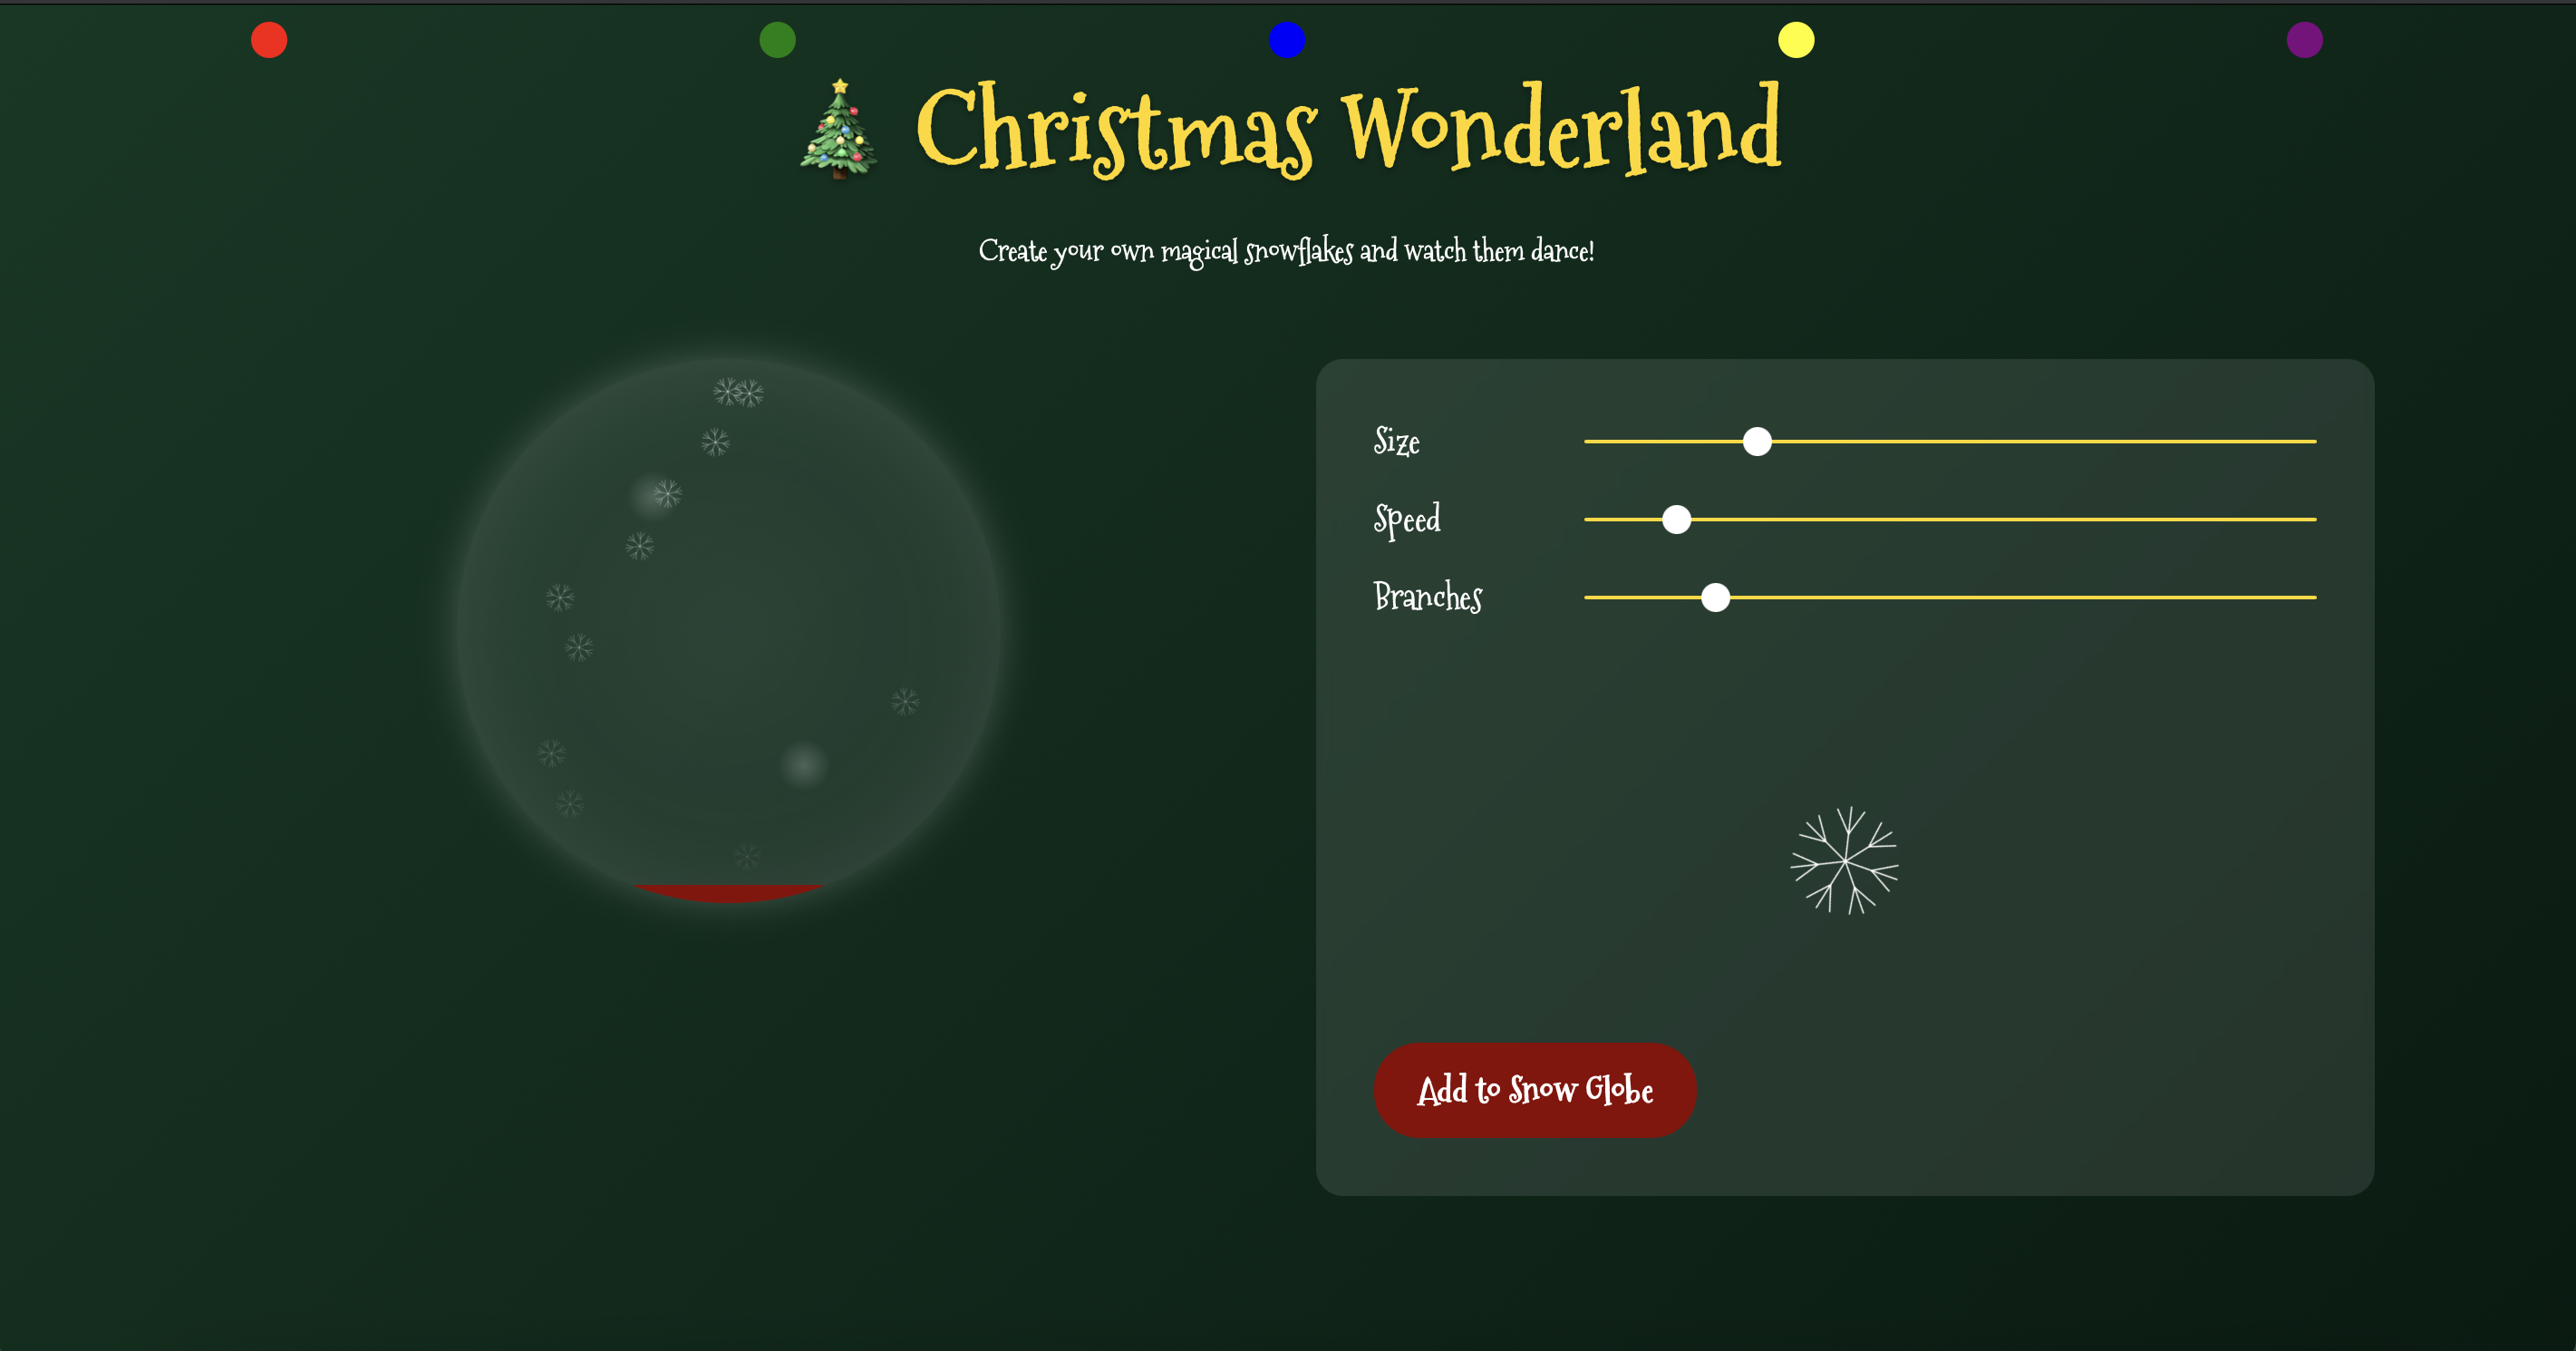 Christmas Wonderland
Create your own magical snowflakes and watch them dance!
Size
Speed
Branches
Add to Snow Globe